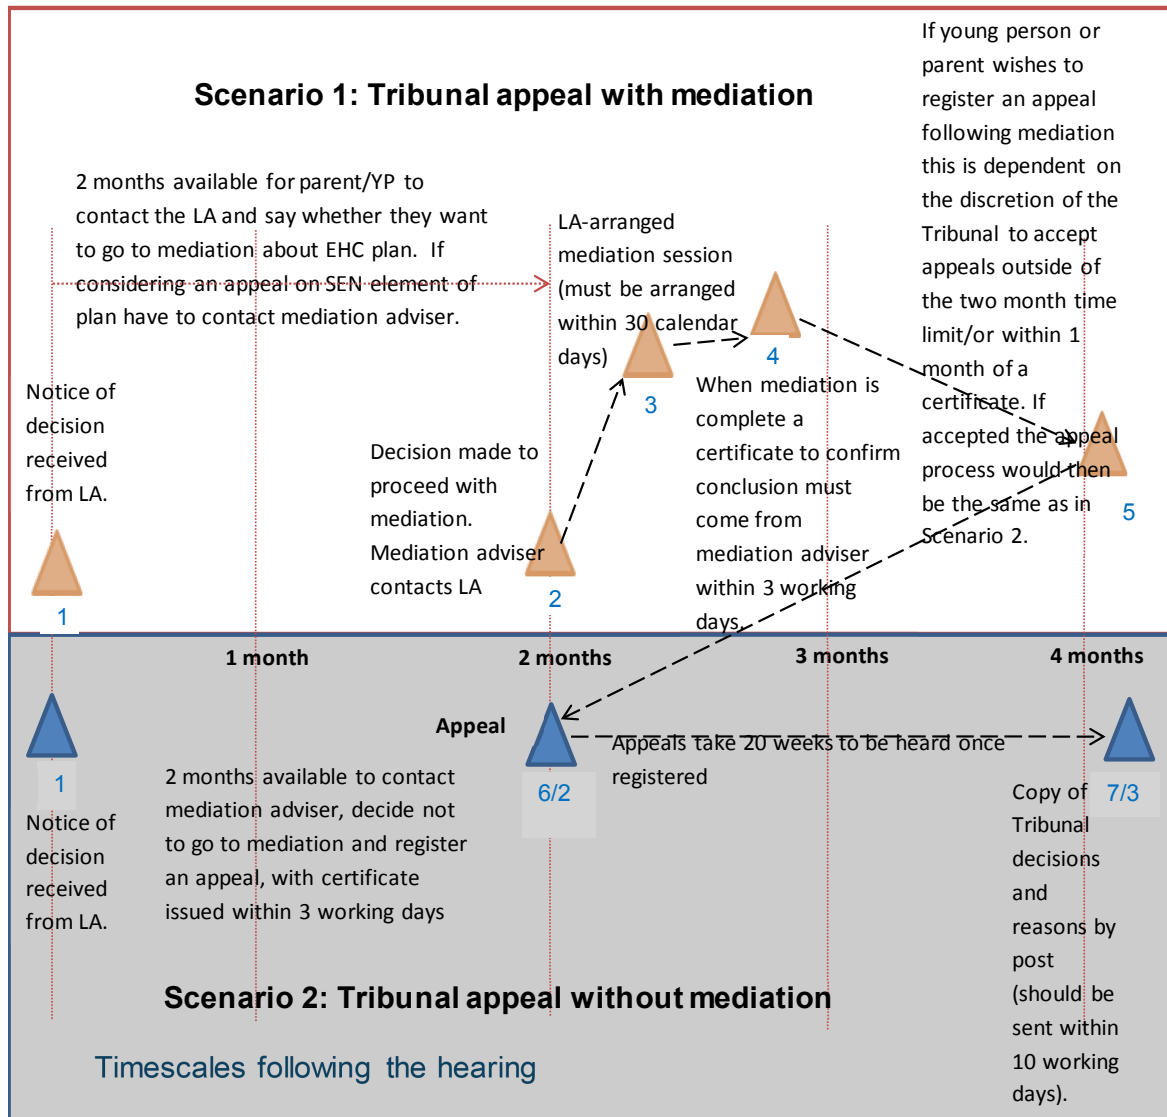 Scenario 1: Tribunal appeal with mediation
2 months available for parent/YP to
contact the LA and say whether they want
to go to mediation about EHC plan. If
considering an appeal on SEN element of
plan have to contact mediation adviser.
Notice of
decision
received
from LA.
1
Decision made to
proceed with
mediation.
Mediation adviser
contacts LA
2
LA-arranged
mediation session
(must be arranged
within 30 calendar
days)
3
4
When mediation is
complete a
certificate to confirm
conclusion must
come from
mediation adviser
within 3 working
days.
If young person or
parent wishes to
register an appeal
following mediation
this is dependent on
the discretion of the
Tribunal to accept
appeals outside of
the two month time
limit/or within 1
month of a
certificate. If
accepted the appeal
process would then
be the same as in
Scenario 2.
5
1 month
2 months
3 months
4 months
1
Notice of
decision
received
from LA.
2 months available to contact
mediation adviser, decide not
to go to mediation and register
an appeal, with certificate
issued within 3 working days
Appeal
6/2
Appeals take 20 weeks to be heard once
registered
7/3
Copy of
Tribunal
decisions
and
reasons by
post
(should be
sent within
10 working
days).
Scenario 2: Tribunal appeal without mediation
Timescales following the hearing